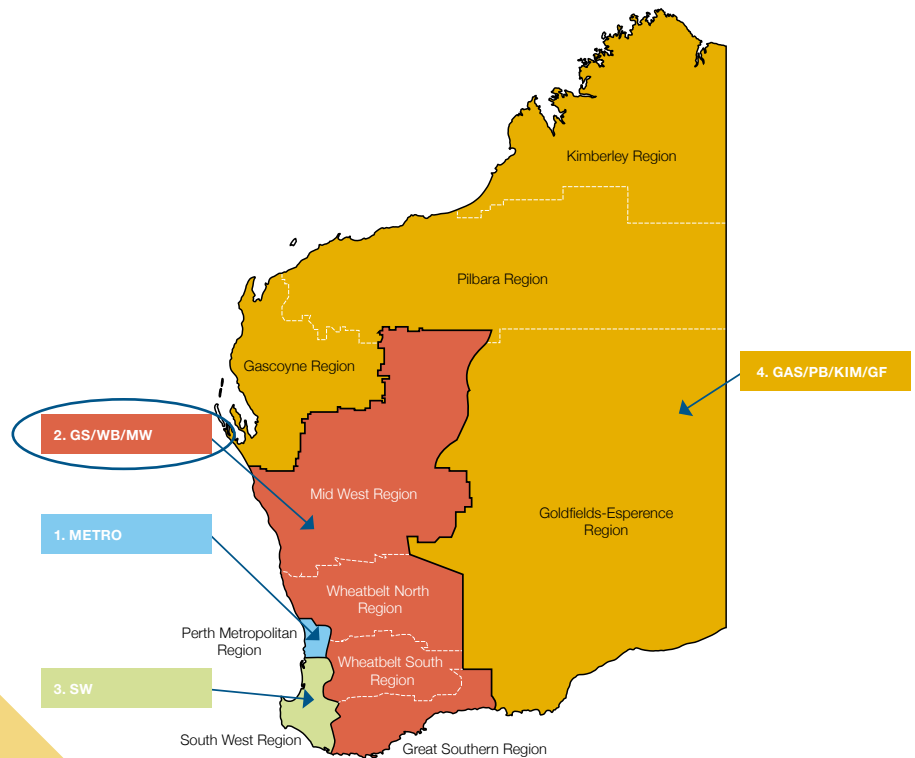 Kimberley Region
Pilbara Region
Gascoyne Region
4. GAS/PB/KIM/GF
2. GS/WB/MW
Mid West Region
Goldfields-Esperence
Region
1. METRO
Wheatbelt North
Region
Perth Metropolitan
Region
Wheatbelt South
Region
3. SW
South West Region
Great Southern Region